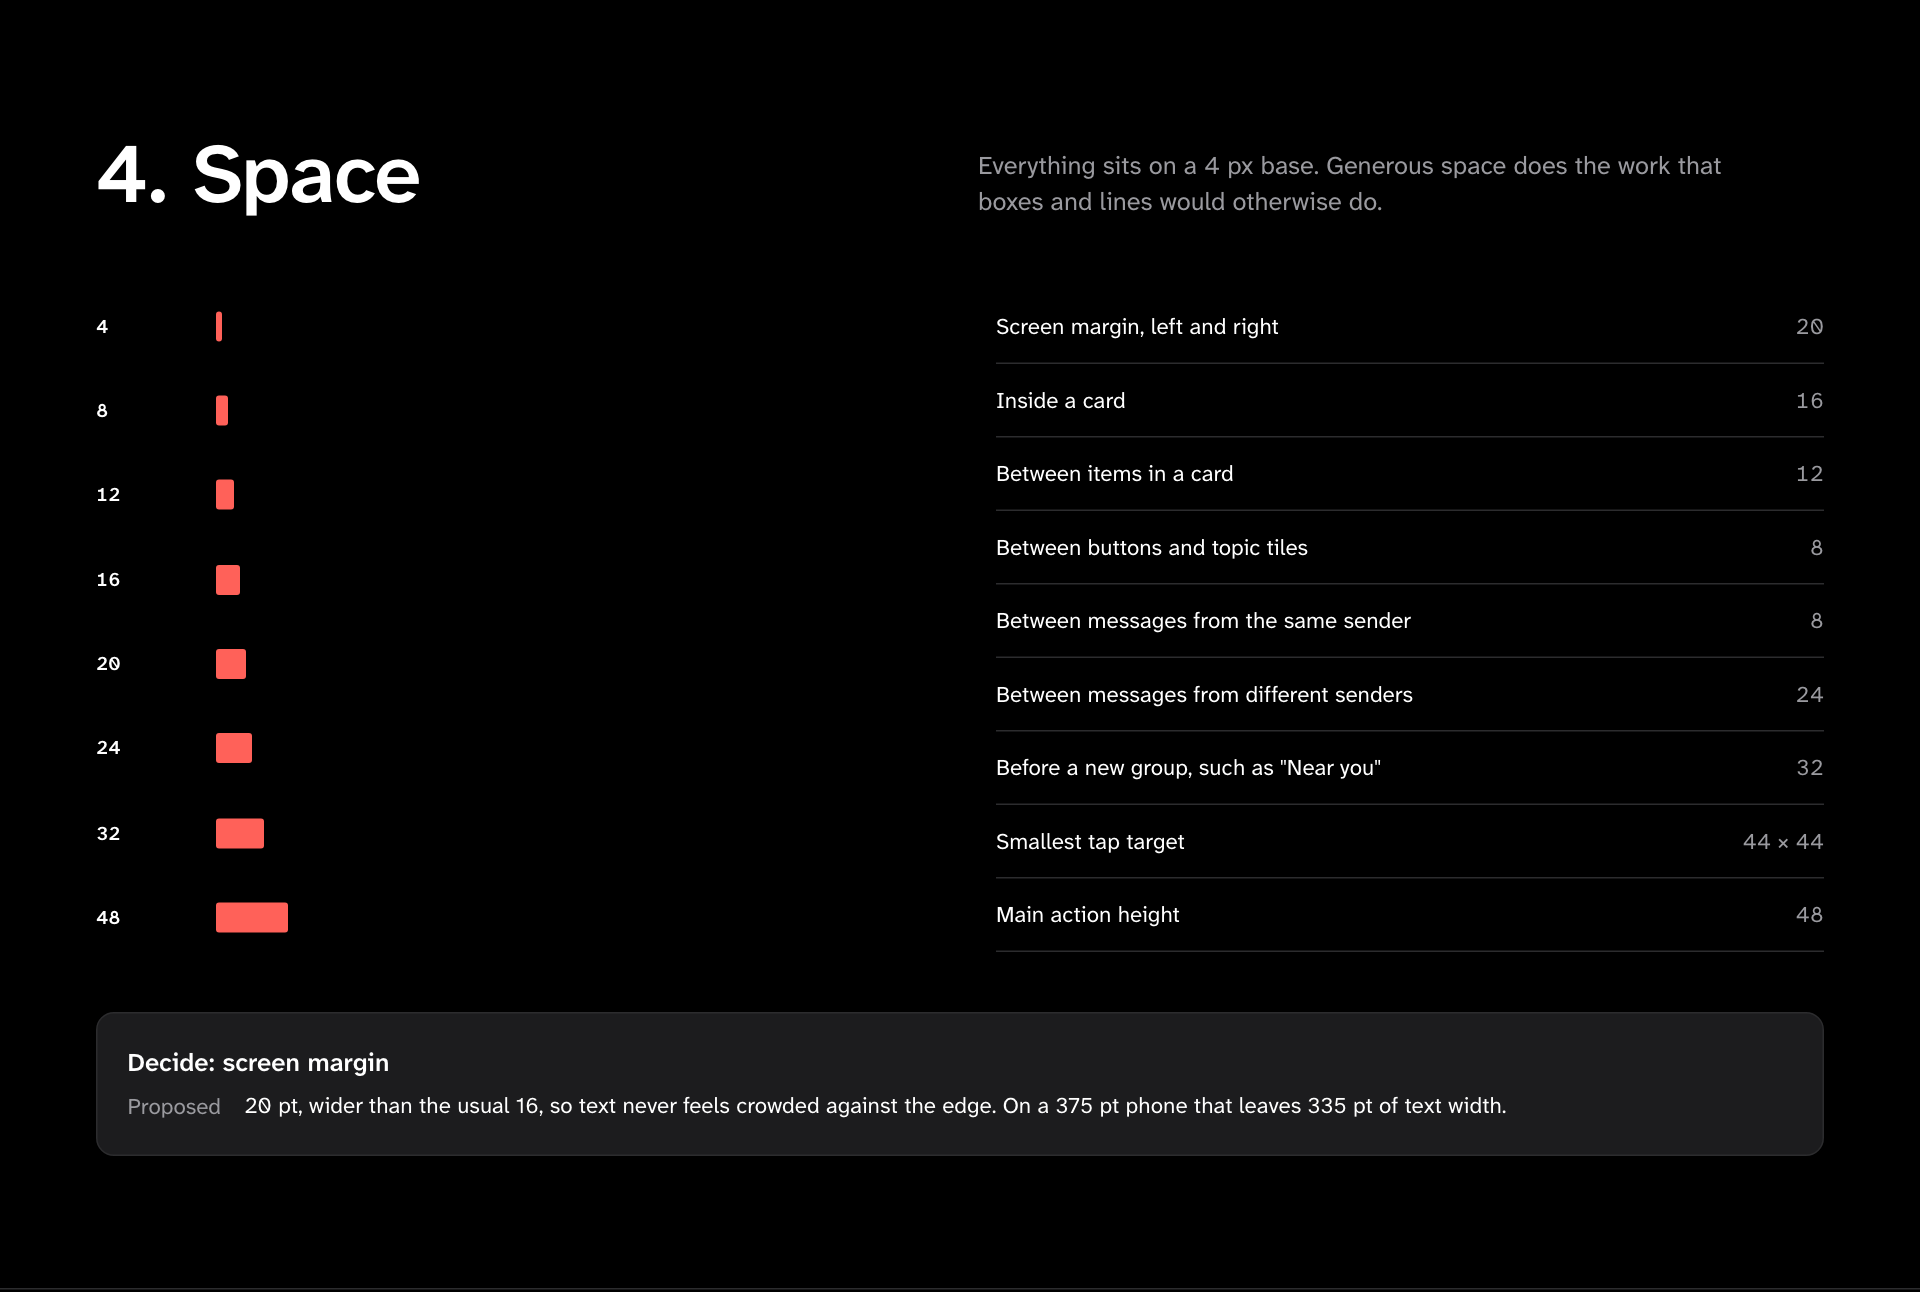 4. Space
Everything sits on a 4 px base. Generous space does the work that
boxes and lines would otherwise do.
4
8
12
16
20
24
32
48
Screen margin, left and right 20
Inside a card 16
Between items in a card 12
Between buttons and topic tiles 8
Between messages from the same sender 8
Between messages from different senders 24
Before a new group, such as "Near you" 32
Smallest tap target 44 × 44
Main action height 48
Decide: screen margin
Proposed 20 pt, wider than the usual 16, so text never feels crowded against the edge. On a 375 pt phone that leaves 335 pt of text width.